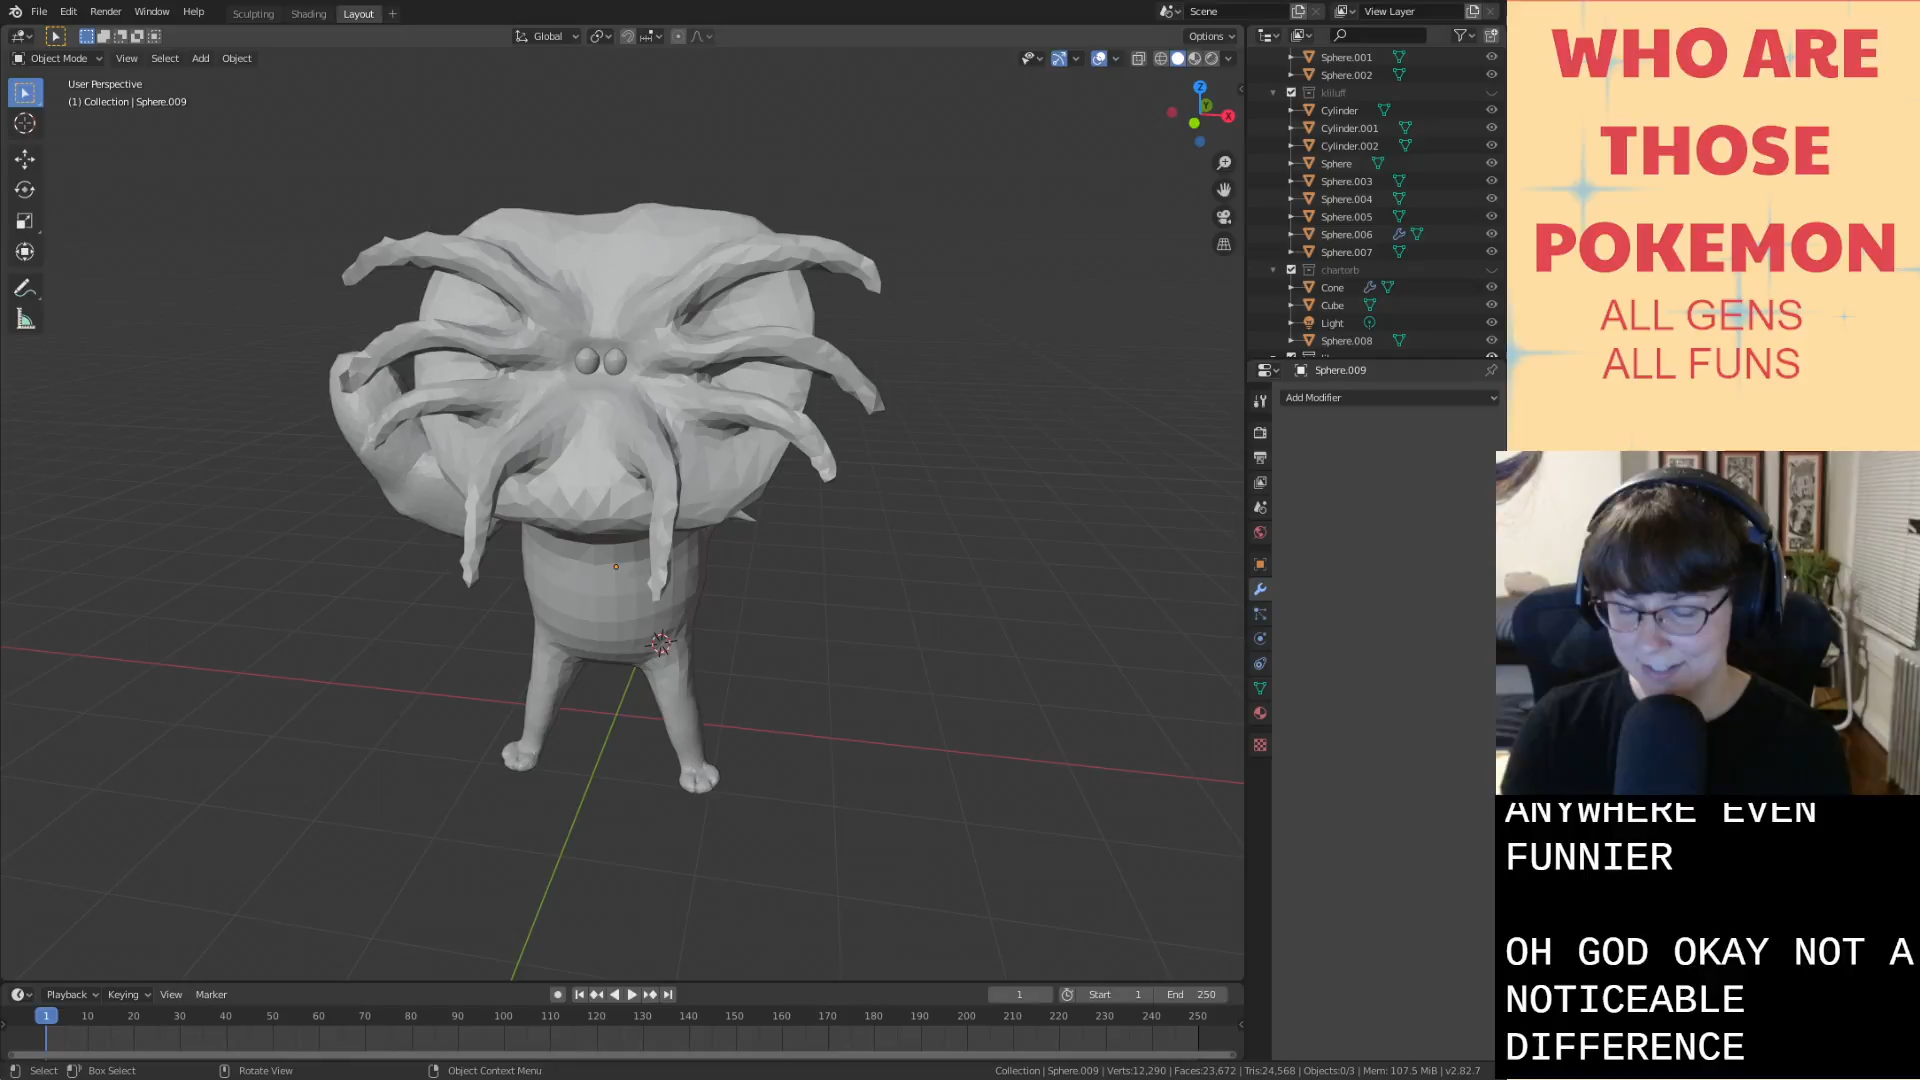 File Edit Render Window Help Sculpting Shading Layout + Scene View Layer
Global Options
Object Mode View Select Add Object
User Perspective
(1) Collection | Sphere.009
Z
Y
X
Sphere.001
Sphere.002
kliluff
Cylinder
Cylinder.001
Cylinder.002
Sphere
Sphere.003
Sphere.004
Sphere.005
Sphere.006
Sphere.007
chartorb
Cone
Cube
Light
Sphere.008
Sphere.009
Add Modifier
WHO ARE
THOSE
POKEMON
ALL GENS
ALL FUNS
ANYWHERE EVEN
FUNNIER
OH GOD OKAY NOT A
NOTICEABLE
DIFFERENCE
Playback Keying View Marker 1 Start 1 End 250
1 10 20 30 40 50 60 70 80 90 100 110 120 130 140 150 160 170 180 190 200 210 220 230 240 250
Select Box Select Rotate View Object Context Menu Collection | Sphere.009 | Verts:12,290 | Faces:23,672 | Tris:24,568 | Objects:0/3 | Mem: 107.5 MiB | v2.82.7